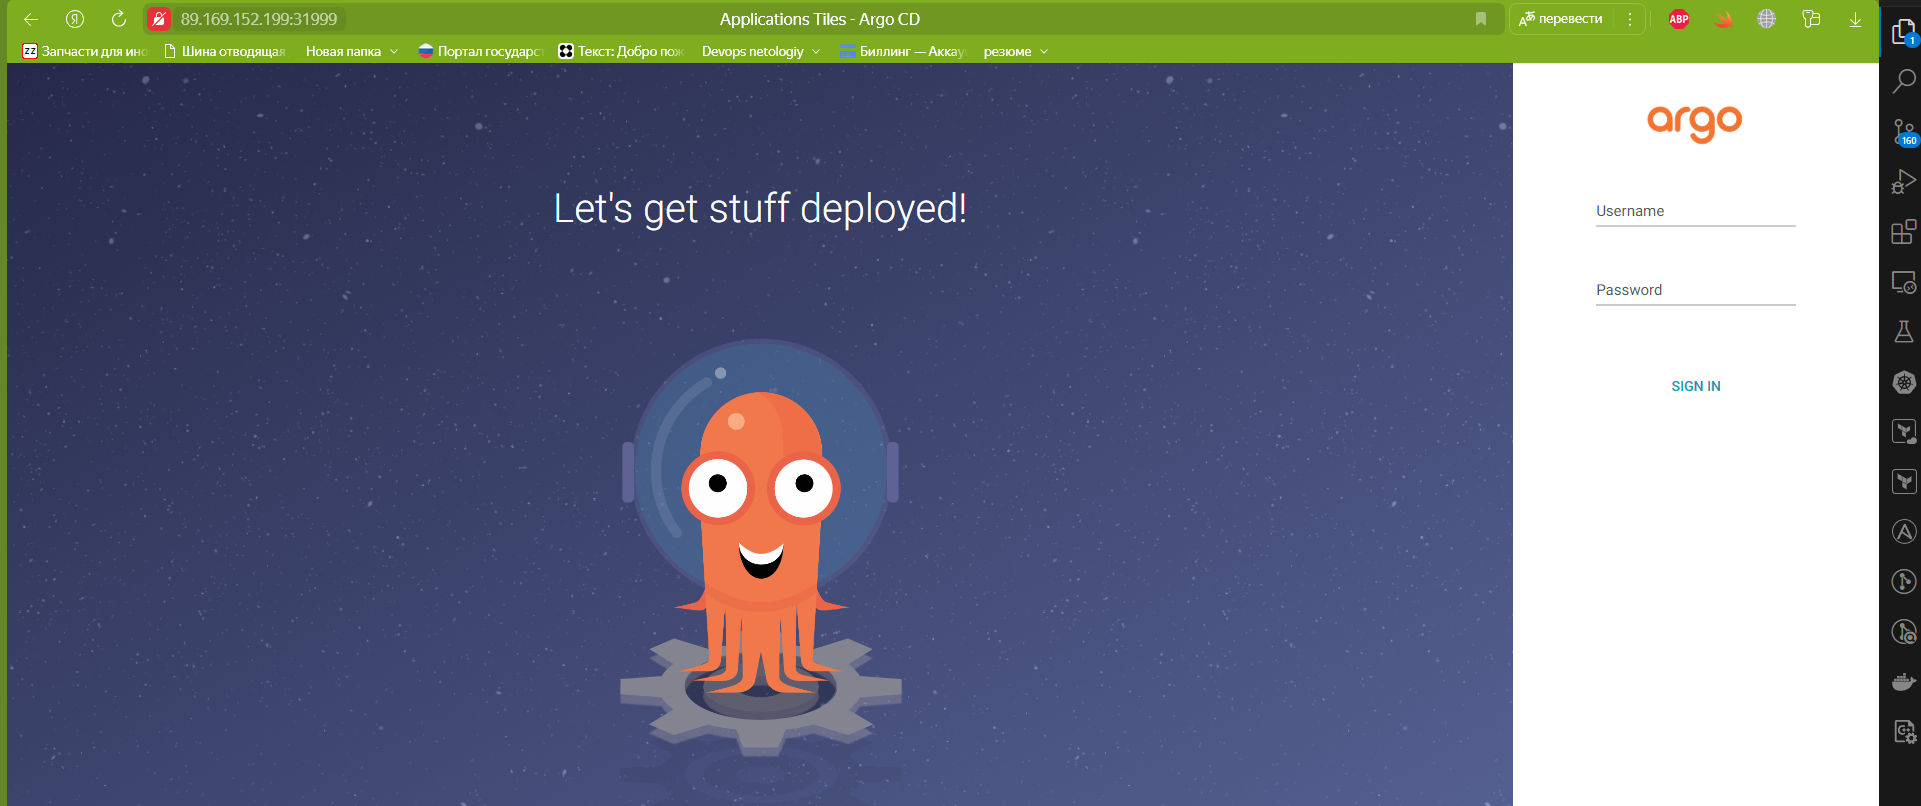 89.169.152.199:31999
Applications Tiles - Argo CD
перевести
ABP
1
zz Запчасти для ино
Шина отводящая
Новая папка
Портал государст
Текст: Добро пож
Devops netologiy
Биллинг — Аккау
резюме
argo
160
Let's get stuff deployed!
Username
Password
SIGN IN